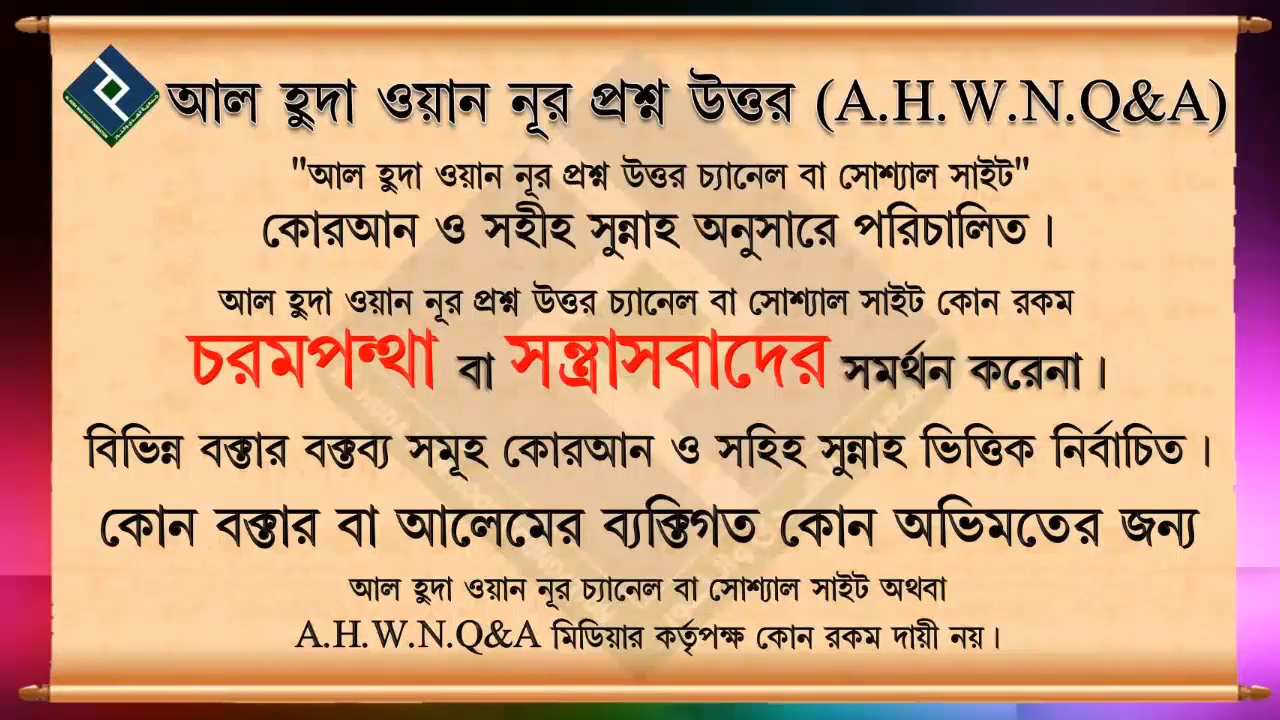 আল হুদা ওয়ান নূর প্রশ্ন উত্তর (A.H.W.N.Q&A)
"আল হুদা ওয়ান নূর প্রশ্ন উত্তর চ্যানেল বা সোশ্যাল সাইট"
কোরআন ও সহীহ সুন্নাহ অনুসারে পরিচালিত।
আল হুদা ওয়ান নূর প্রশ্ন উত্তর চ্যানেল বা সোশ্যাল সাইট কোন রকম
চরমপন্থা বা সন্ত্রাসবাদের সমর্থন করেনা।
বিভিন্ন বক্তার বক্তব্য সমূহ কোরআন ও সহিহ সুন্নাহ ভিত্তিক নির্বাচিত।
কোন বক্তার বা আলেমের ব্যক্তিগত কোন অভিমতের জন্য
আল হুদা ওয়ান নূর চ্যানেল বা সোশ্যাল সাইট অথবা
A.H.W.N.Q&A মিডিয়ার কর্তৃপক্ষ কোন রকম দায়ী নয়।